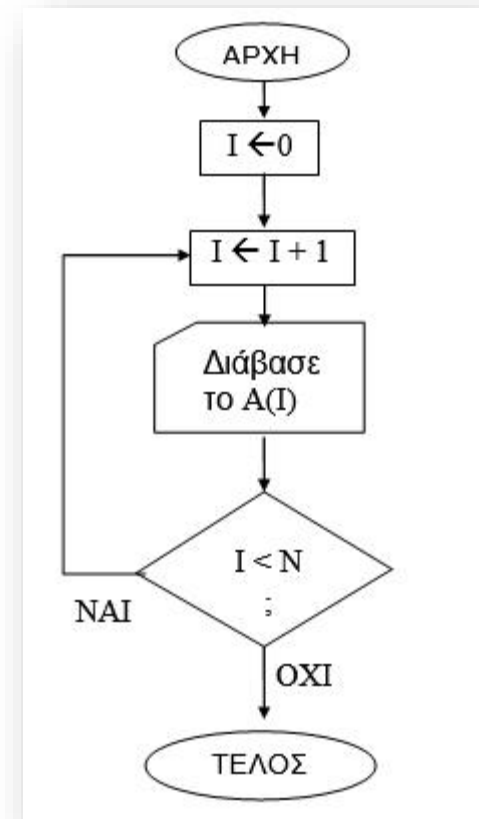 ΑΡΧΗ
I ←0
I ← I + 1
Διάβασε
το A(I)
I < N
;
ΝΑΙ
ΟΧΙ
ΤΕΛΟΣ